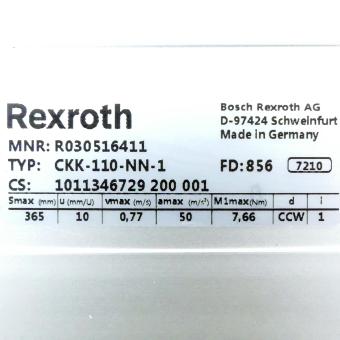 Rexroth
Bosch Rexroth AG
D-97424 Schweinfurt
Made in Germany
MNR: R030516411
TYP: CKK-110-NN-1 FD: 856 7210
CS: 1011346729 200 001
Smax (mm) u (mm/U) vmax (m/s) amax (m/s²) M1max(Nm) d i
365 10 0,77 50 7,66 CCW 1